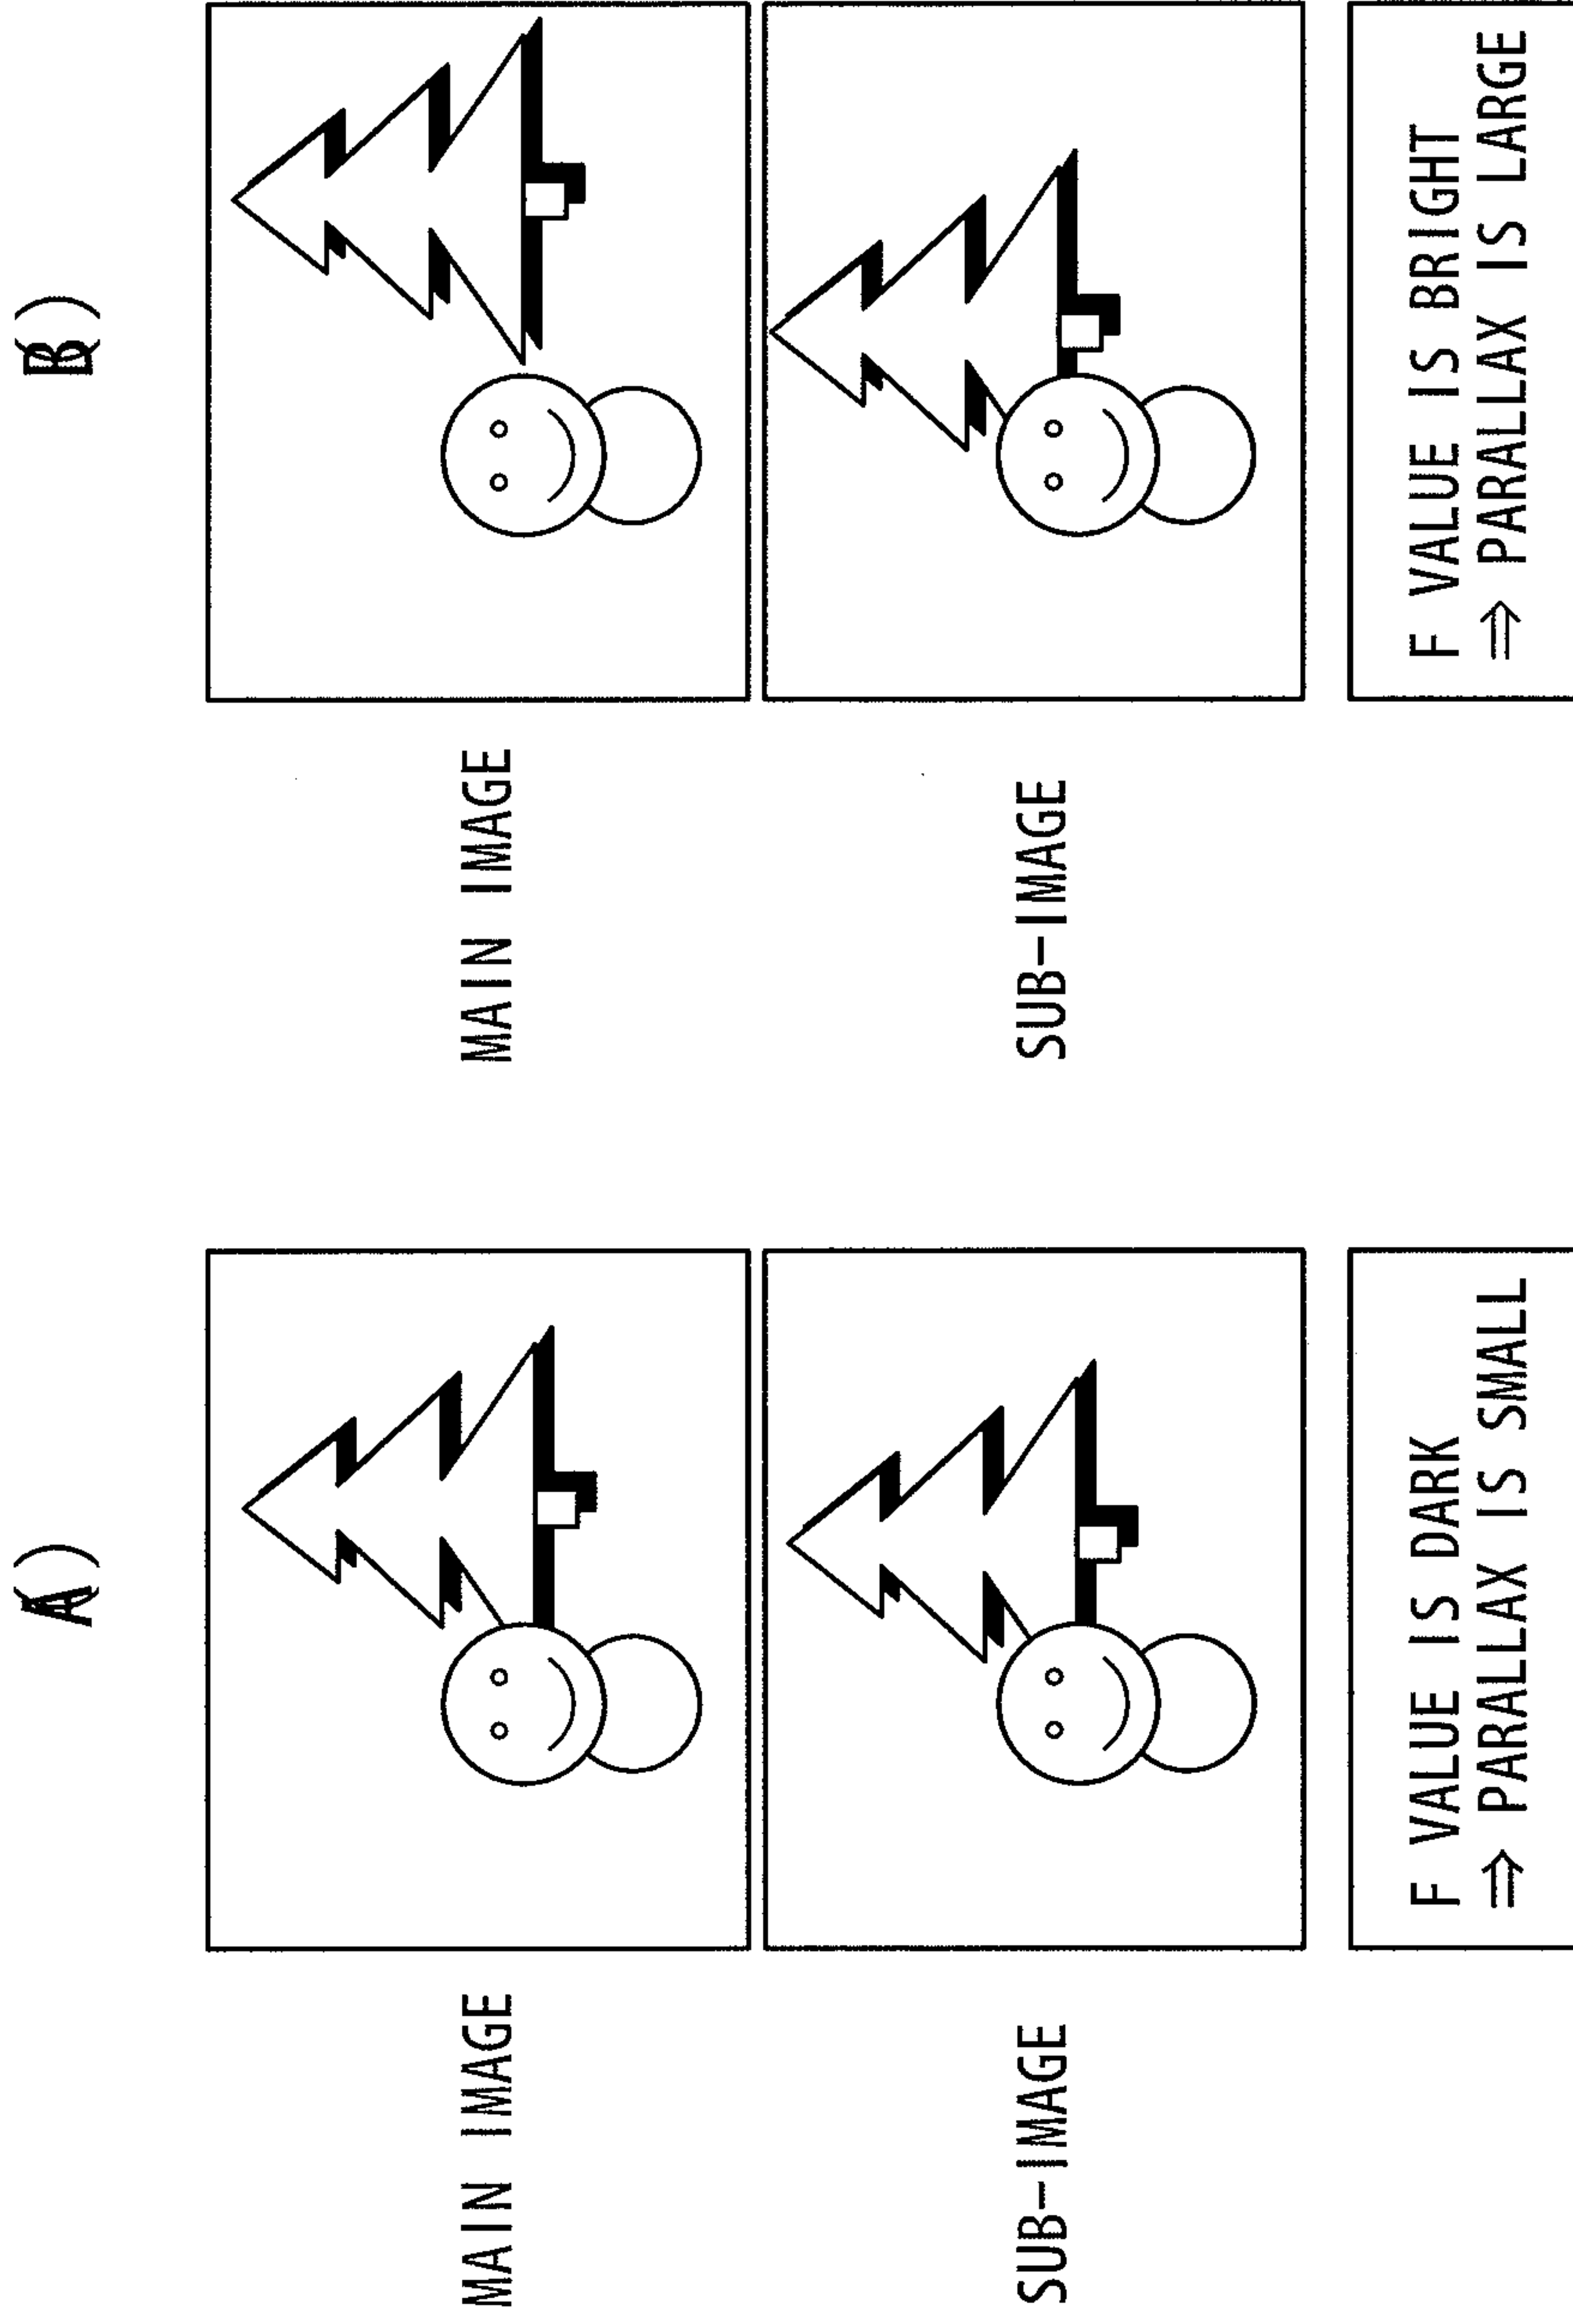 A)
MAIN IMAGE
SUB-IMAGE
F VALUE IS DARK
⇒ PARALLAX IS SMALL
B)
MAIN IMAGE
SUB-IMAGE
F VALUE IS BRIGHT
⇒ PARALLAX IS LARGE